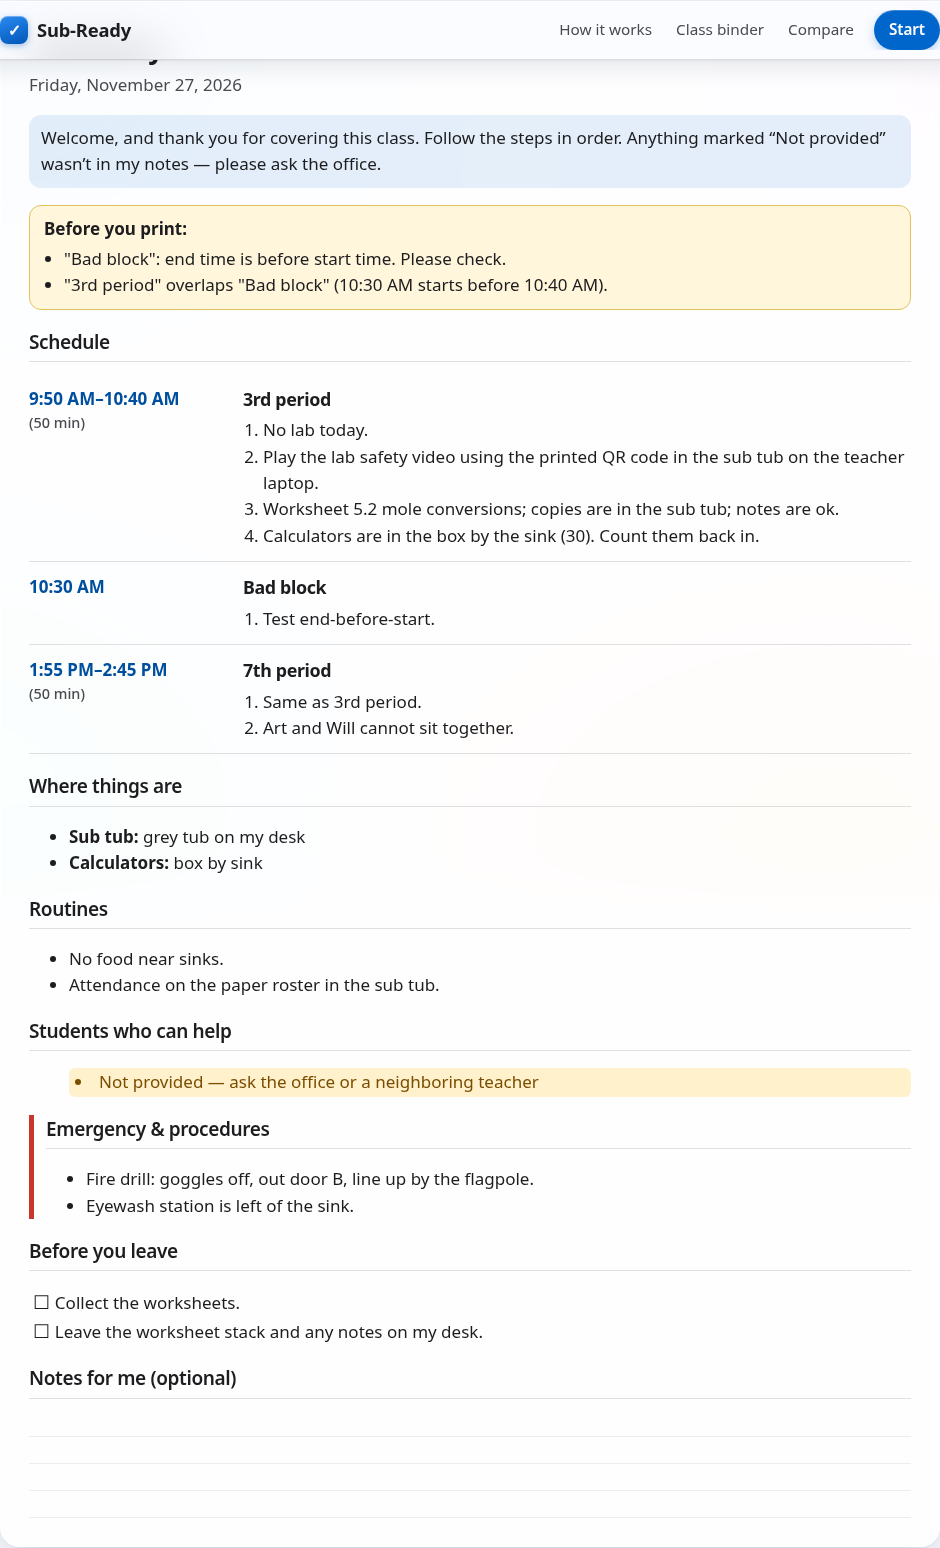 ✓ Sub-Ready How it works Class binder Compare Start
Friday, November 27, 2026
Welcome, and thank you for covering this class. Follow the steps in order. Anything marked “Not provided”
wasn’t in my notes — please ask the office.
Before you print:
• "Bad block": end time is before start time. Please check.
• "3rd period" overlaps "Bad block" (10:30 AM starts before 10:40 AM).
Schedule
9:50 AM–10:40 AM
(50 min)
3rd period
1. No lab today.
2. Play the lab safety video using the printed QR code in the sub tub on the teacher
laptop.
3. Worksheet 5.2 mole conversions; copies are in the sub tub; notes are ok.
4. Calculators are in the box by the sink (30). Count them back in.
10:30 AM
Bad block
1. Test end-before-start.
1:55 PM–2:45 PM
(50 min)
7th period
1. Same as 3rd period.
2. Art and Will cannot sit together.
Where things are
• Sub tub: grey tub on my desk
• Calculators: box by sink
Routines
• No food near sinks.
• Attendance on the paper roster in the sub tub.
Students who can help
• Not provided — ask the office or a neighboring teacher
Emergency & procedures
• Fire drill: goggles off, out door B, line up by the flagpole.
• Eyewash station is left of the sink.
Before you leave
☐ Collect the worksheets.
☐ Leave the worksheet stack and any notes on my desk.
Notes for me (optional)